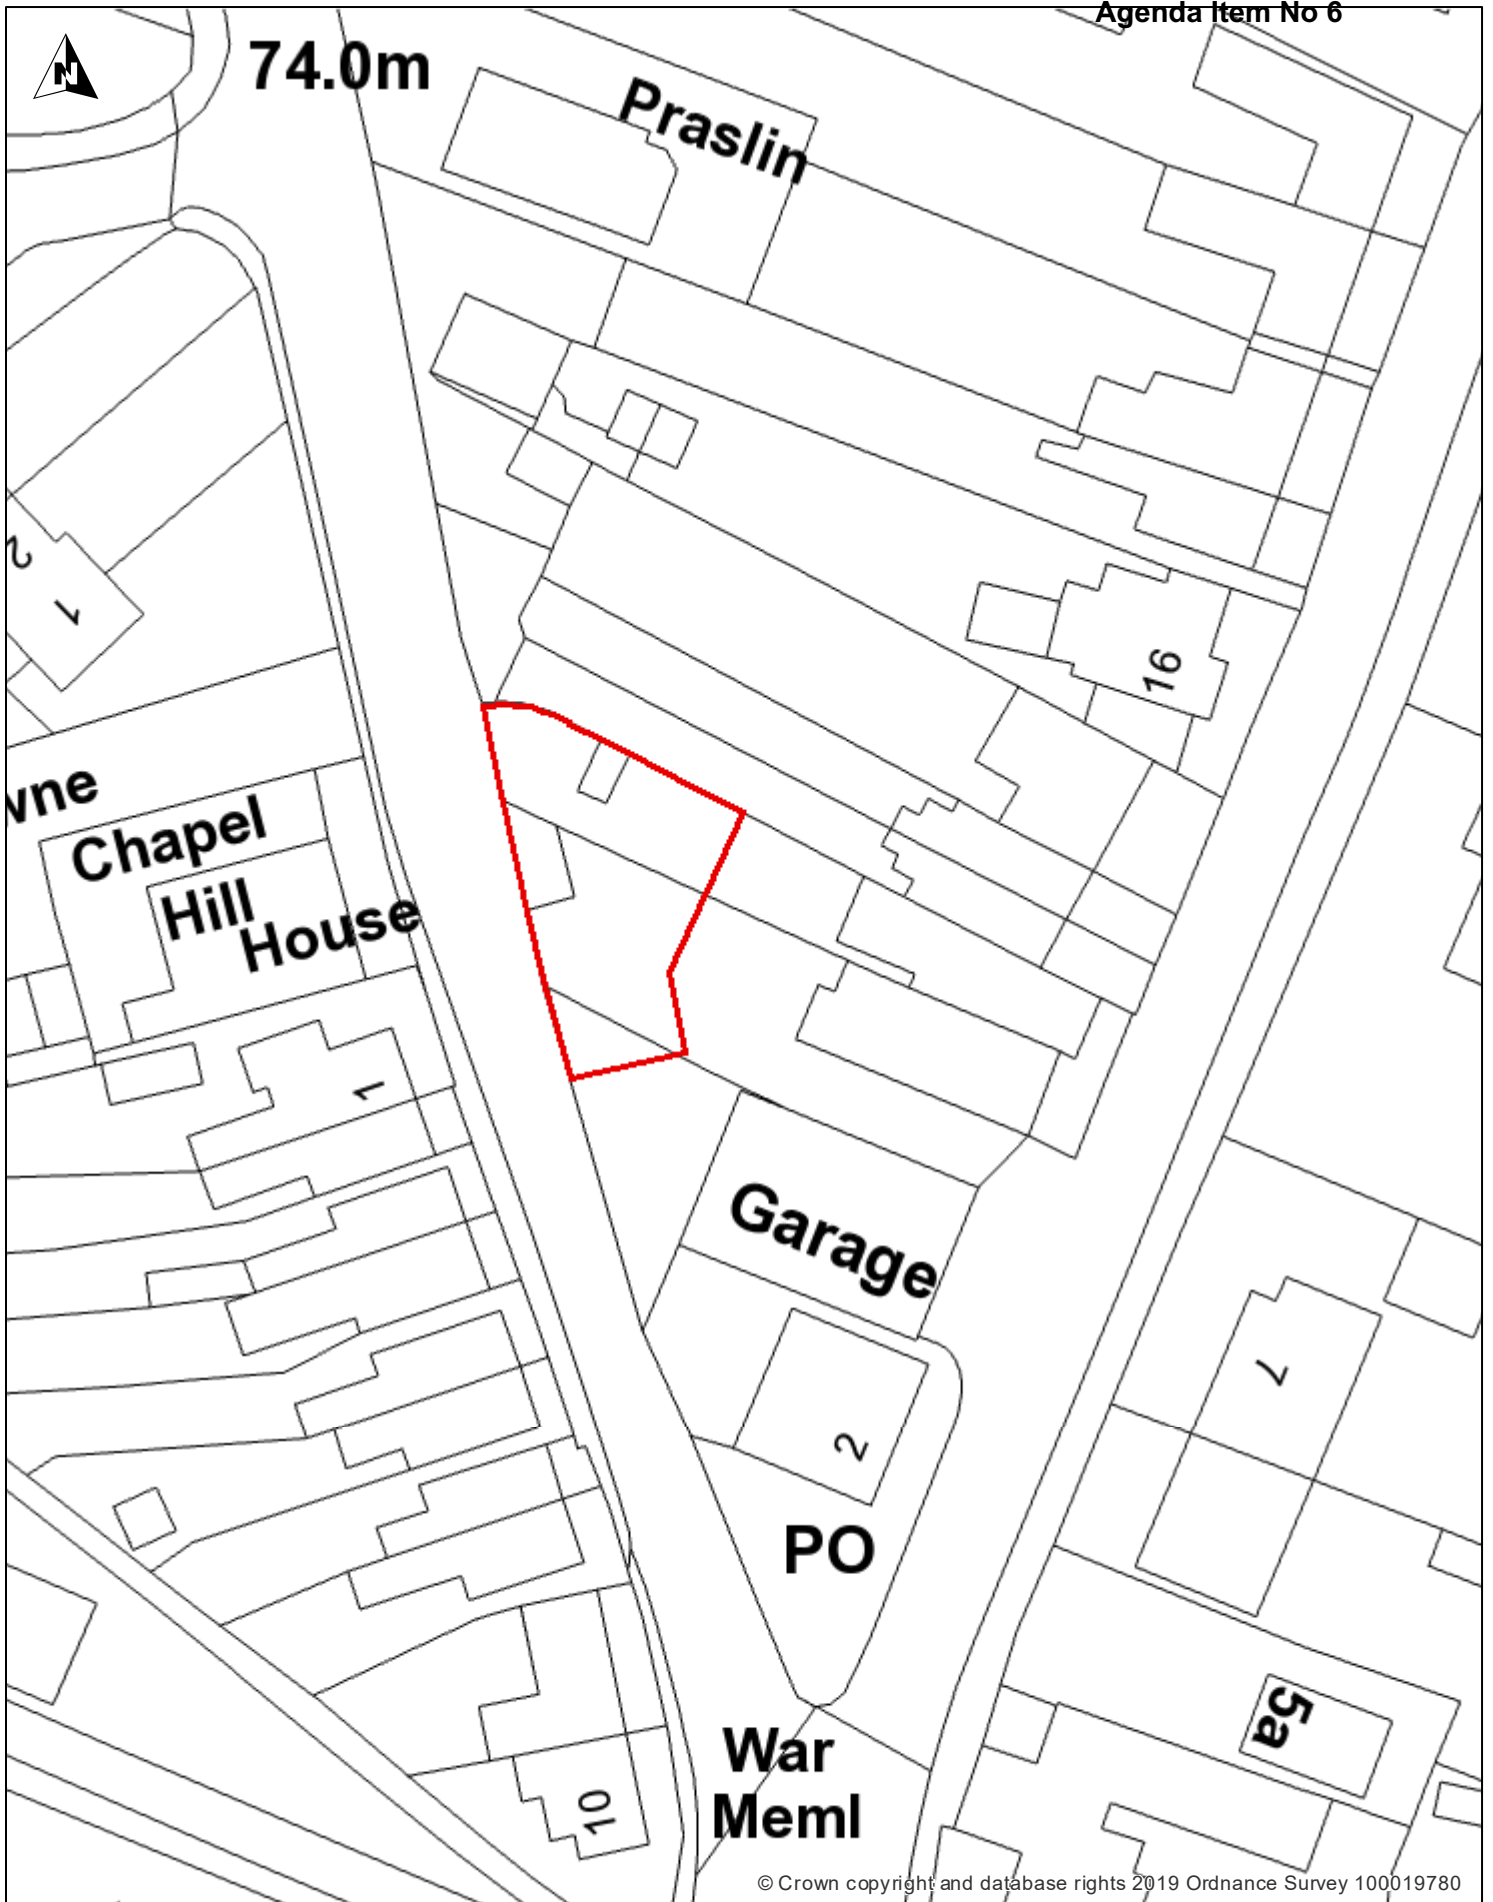 Agenda Item No 6
N
74.0m
Praslin
2
1
16
wne
Chapel
Hill
House
1
Garage
7
2
PO
5a
War
Meml
10
© Crown copyright and database rights 2019 Ordnance Survey 100019780